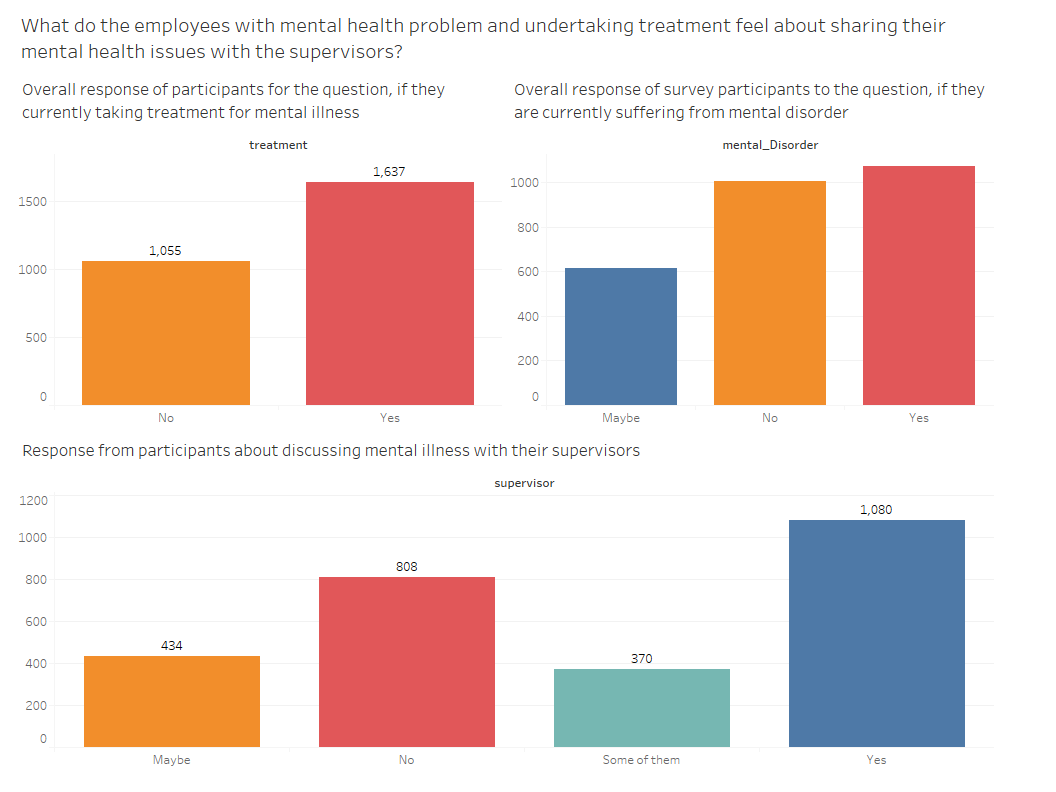 What do the employees with mental health problem and undertaking treatment feel about sharing their
mental health issues with the supervisors?
Overall response of participants for the question, if they
currently taking treatment for mental illness
treatment
1,637
1500
1,055
1000
500
0
No
Yes
Overall response of survey participants to the question, if they
are currently suffering from mental disorder
mental_Disorder
1000
800
600
400
200
0
Maybe
No
Yes
Response from participants about discussing mental illness with their supervisors
supervisor
1200
1,080
1000
808
800
600
434
370
400
200
0
Maybe
No
Some of them
Yes